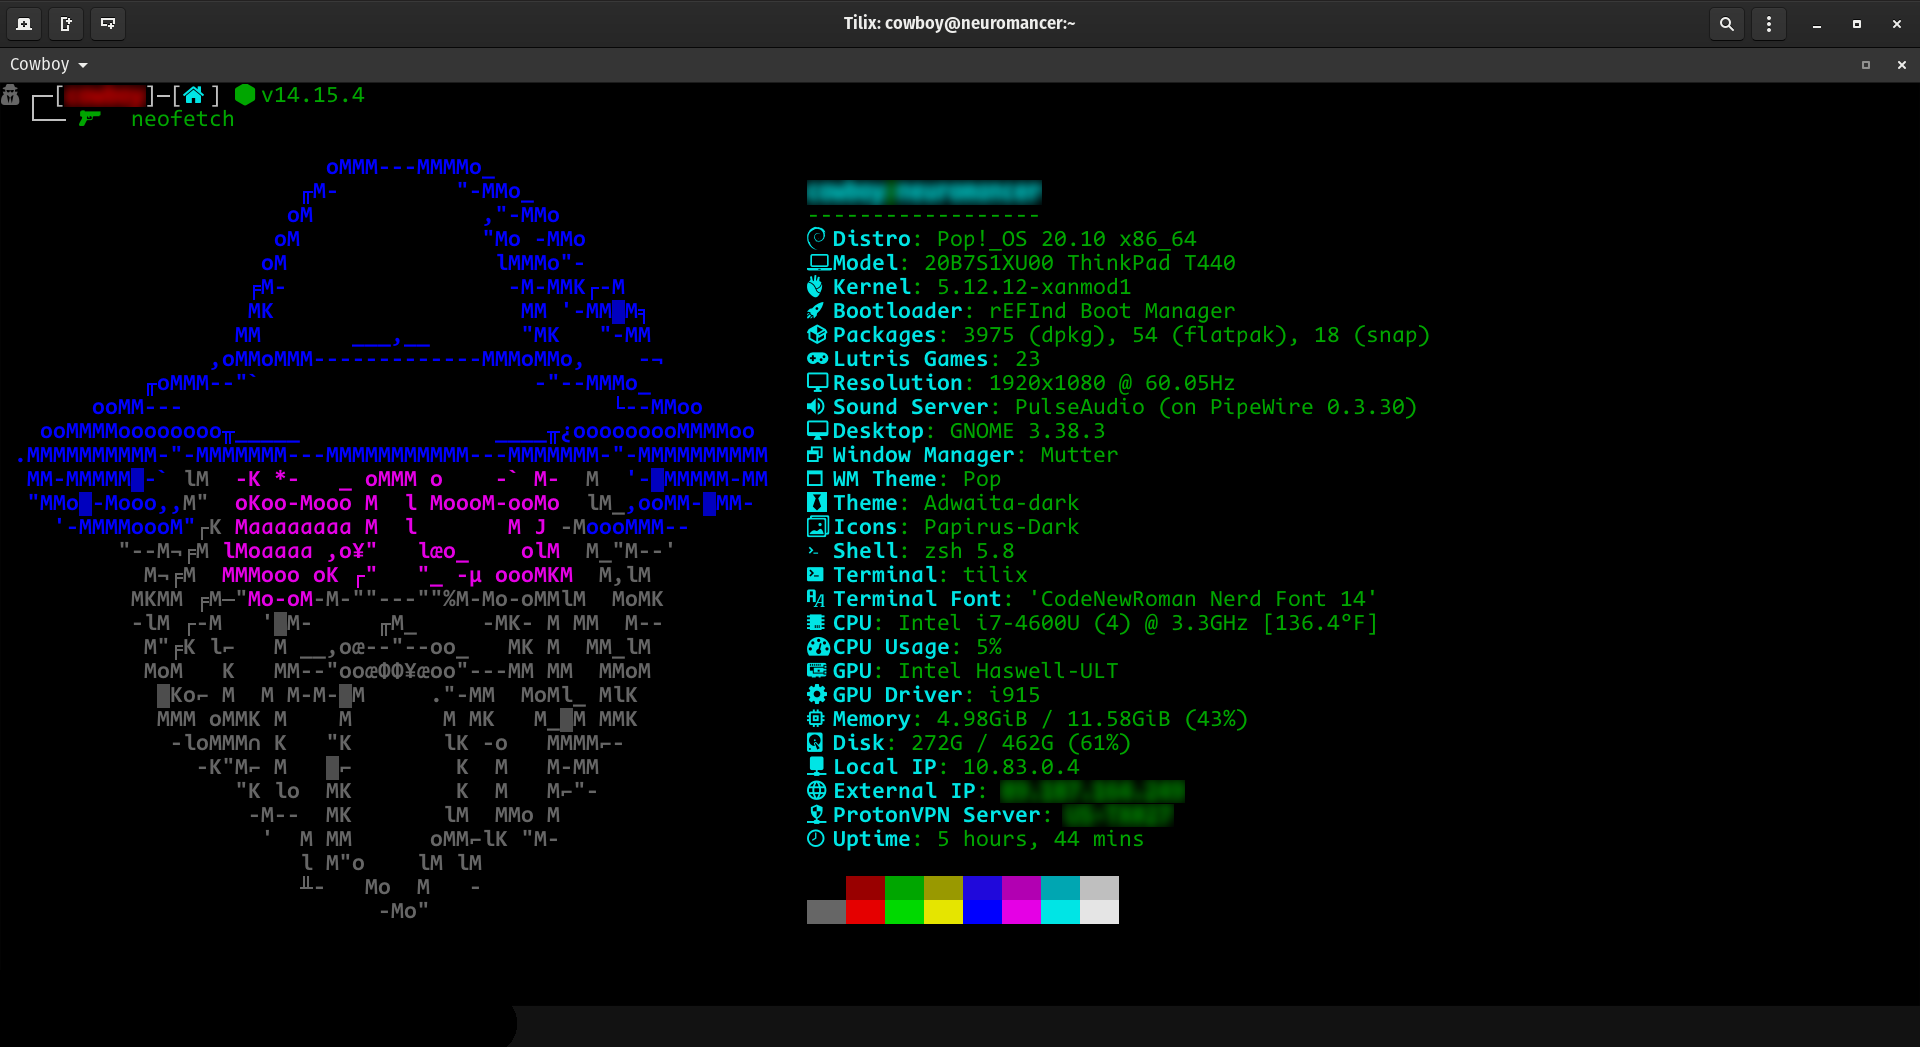 Tilix: cowboy@neuromancer:~
Cowboy
v14.15.4
neofetch
Distro: Pop!_OS 20.10 x86_64
Model: 20B7S1XU00 ThinkPad T440
Kernel: 5.12.12-xanmod1
Bootloader: rEFInd Boot Manager
Packages: 3975 (dpkg), 54 (flatpak), 18 (snap)
Lutris Games: 23
Resolution: 1920x1080 @ 60.05Hz
Sound Server: PulseAudio (on PipeWire 0.3.30)
Desktop: GNOME 3.38.3
Window Manager: Mutter
WM Theme: Pop
Theme: Adwaita-dark
Icons: Papirus-Dark
Shell: zsh 5.8
Terminal: tilix
Terminal Font: 'CodeNewRoman Nerd Font 14'
CPU: Intel i7-4600U (4) @ 3.3GHz [136.4°F]
CPU Usage: 5%
GPU: Intel Haswell-ULT
GPU Driver: i915
Memory: 4.98GiB / 11.58GiB (43%)
Disk: 272G / 462G (61%)
Local IP: 10.83.0.4
External IP:
ProtonVPN Server:
Uptime: 5 hours, 44 mins